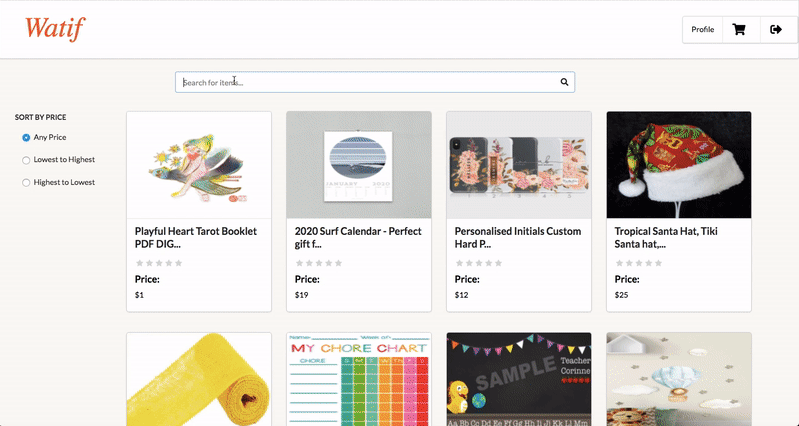 Watif
Profile
Search for items...
SORT BY PRICE
Any Price
Lowest to Highest
Highest to Lowest
JANUARY 2020
Playful Heart Tarot Booklet
PDF DIG...
Price:
$1
2020 Surf Calendar - Perfect
gift f...
Price:
$19
Personalised Initials Custom
Hard P...
Price:
$12
Tropical Santa Hat, Tiki
Santa hat,...
Price:
$25
Name: Week of:
MY CHORE CHART
CHORE
SAMPLE
Teacher
Corinne
Aa Bb Cc Dd Ee Ff Gg Hh Ii Jj Kk Ll Mm